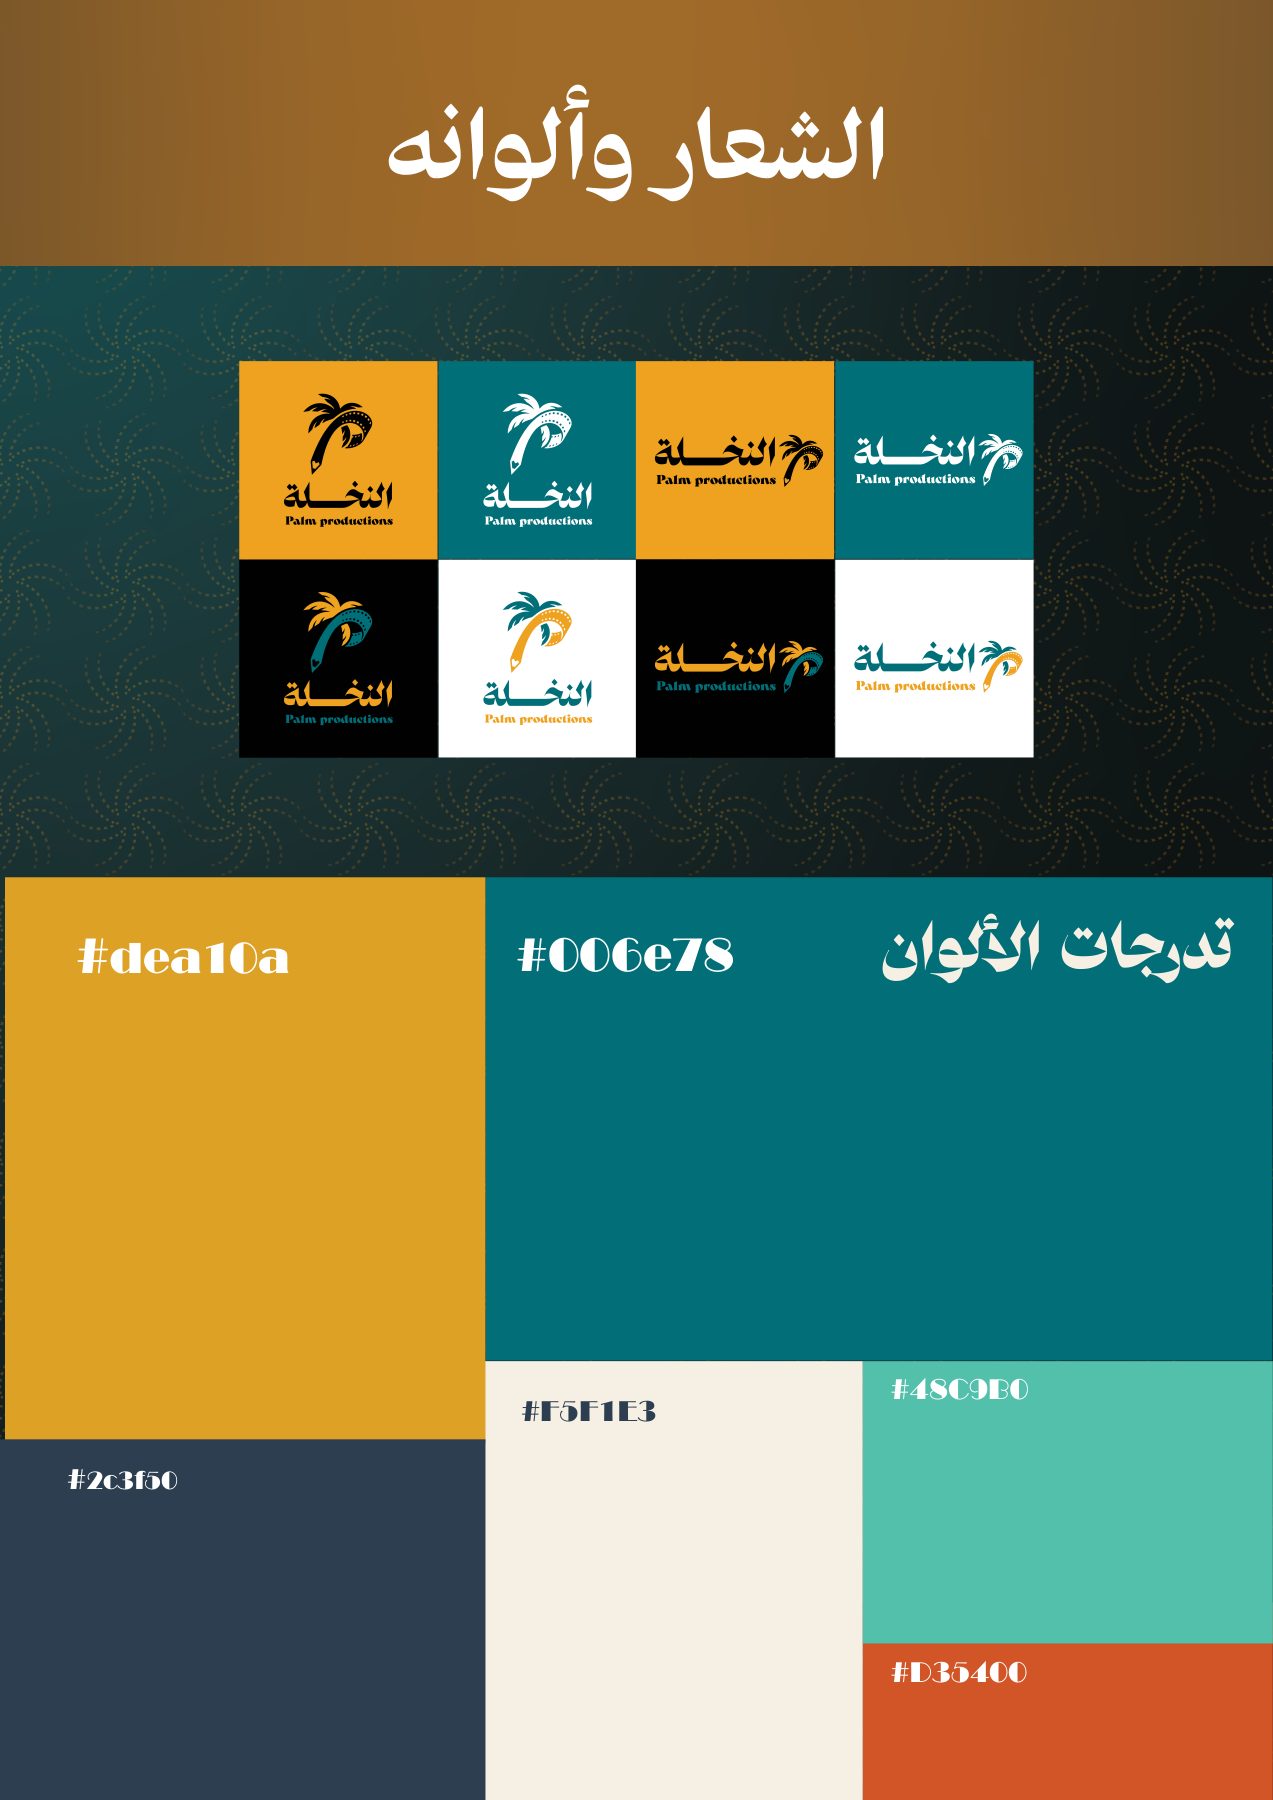 الشعار وألوانه
النخلة
Palm productions
النخلة
Palm productions
النخلة
Palm productions
النخلة
Palm productions
النخلة
Palm productions
النخلة
Palm productions
النخلة
Palm productions
النخلة
Palm productions
تدرجات الألوان
#006e78
#dea10a
#48C9B0
#F5F1E3
#2c3f50
#D35400